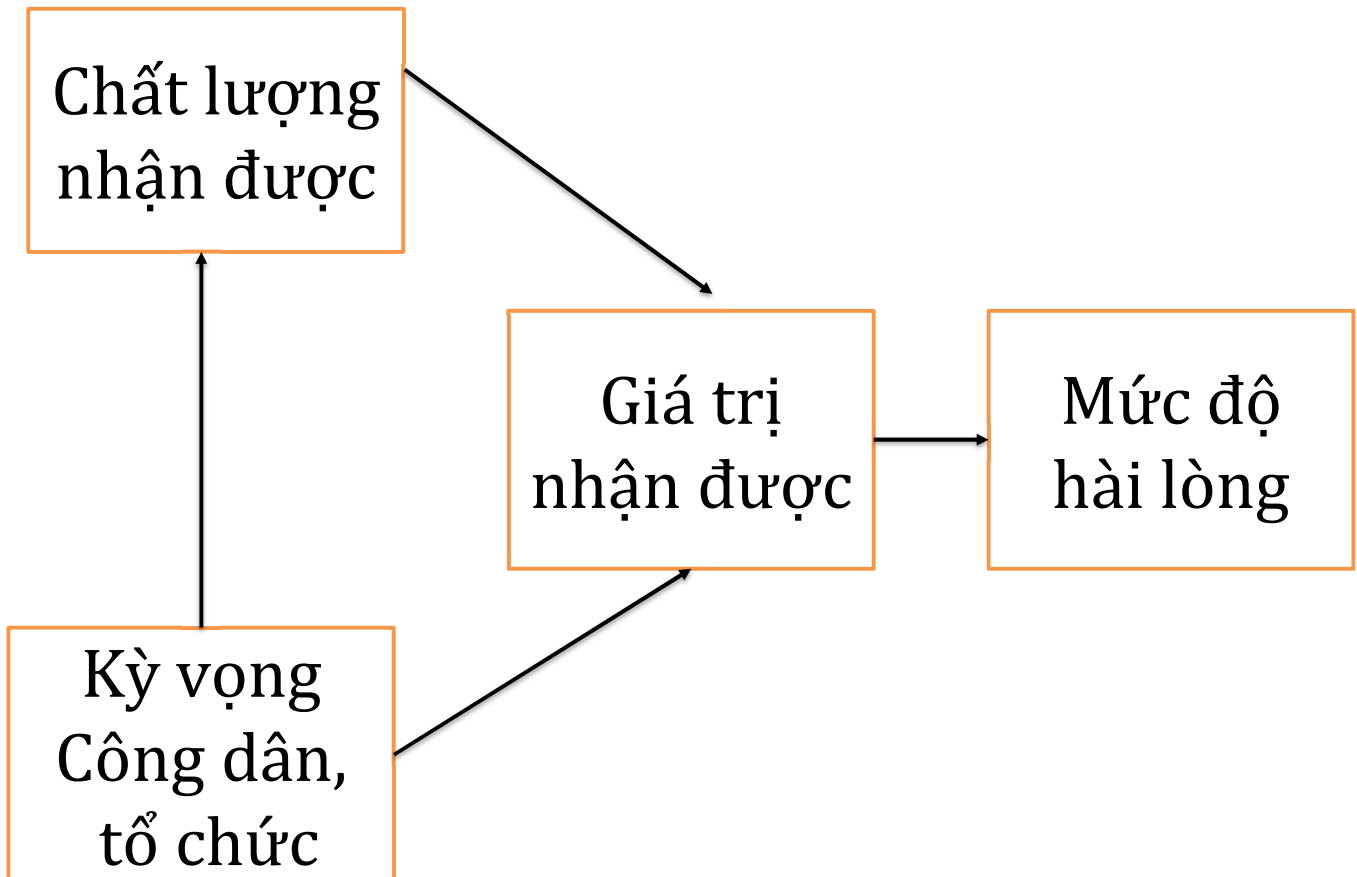 Chất lượng
nhận được
Giá trị
nhận được
Mức độ
hài lòng
Kỳ vọng
Công dân,
tổ chức